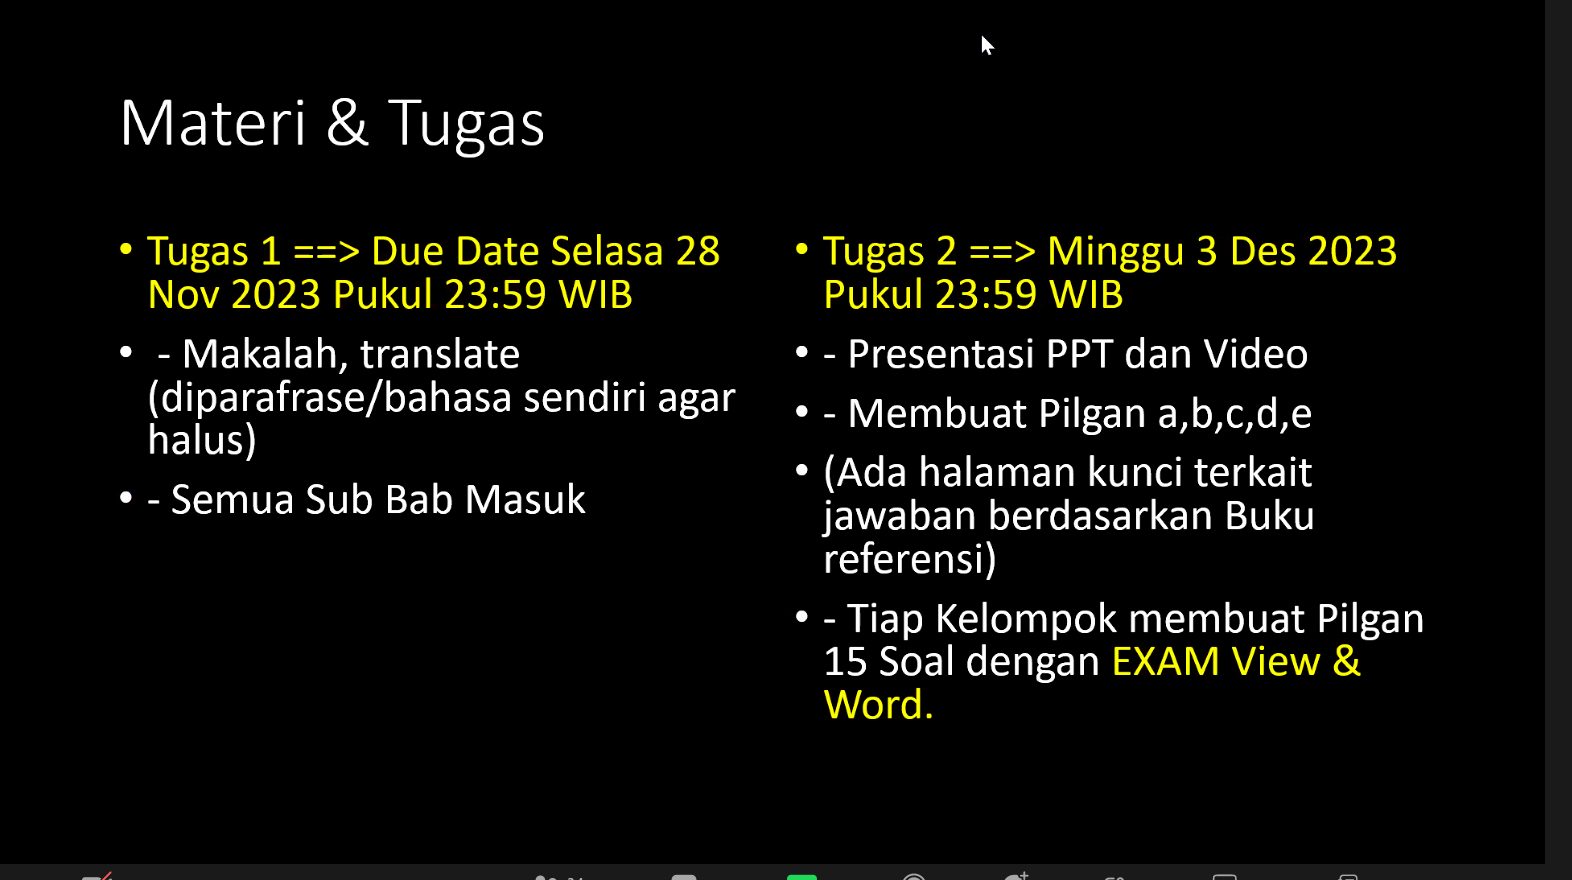 Materi & Tugas
• Tugas 1 ==> Due Date Selasa 28
Nov 2023 Pukul 23:59 WIB
• - Makalah, translate
(diparafrase/bahasa sendiri agar
halus)
• - Semua Sub Bab Masuk
• Tugas 2 ==> Minggu 3 Des 2023
Pukul 23:59 WIB
• - Presentasi PPT dan Video
• - Membuat Pilgan a,b,c,d,e
• (Ada halaman kunci terkait
jawaban berdasarkan Buku
referensi)
• - Tiap Kelompok membuat Pilgan
15 Soal dengan EXAM View &
Word.